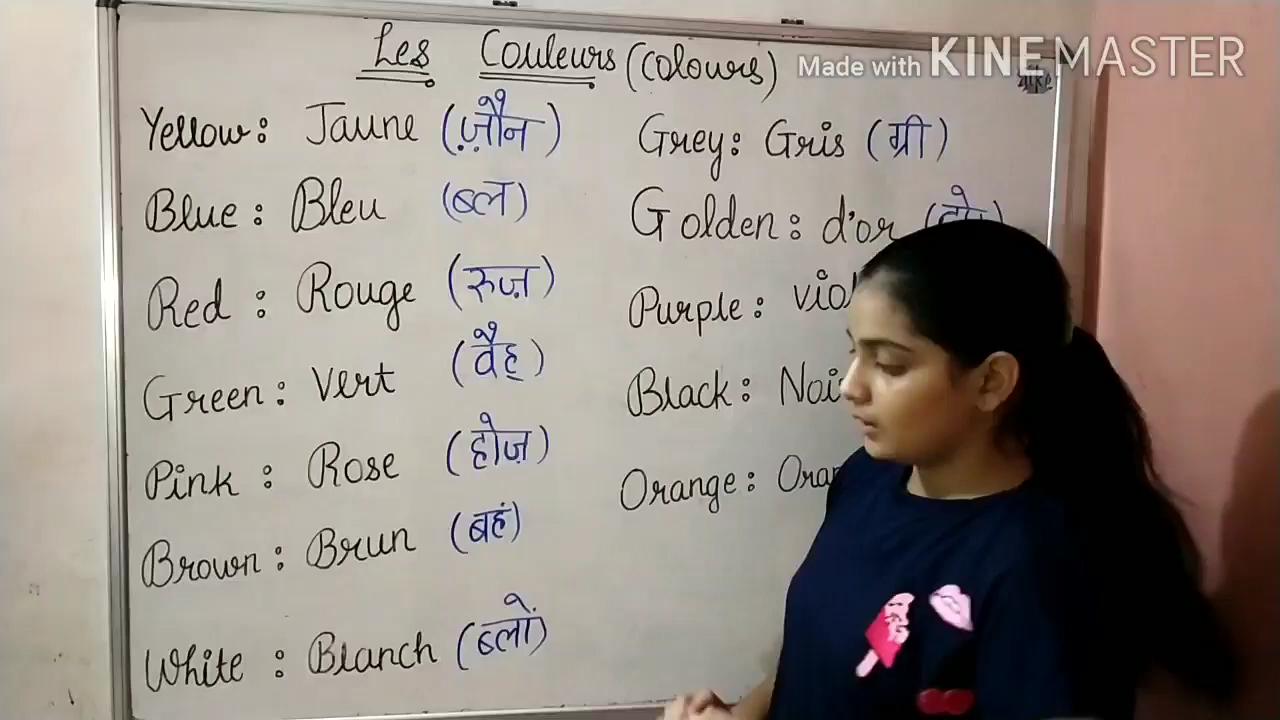 Les Couleurs (Colours)
Made with KINEMASTER
Yellow: Jaune (ज़ौन)
Blue: Bleu (ब्ल)
Red: Rouge (रुज़)
Green: Vert (वैह्)
Pink: Rose (होज़)
Brown: Brun (बहं)
White: Blanch (ब्लों)
Grey: Gris (ग्री)
Golden: d'or
Purple:
Black:
Orange: